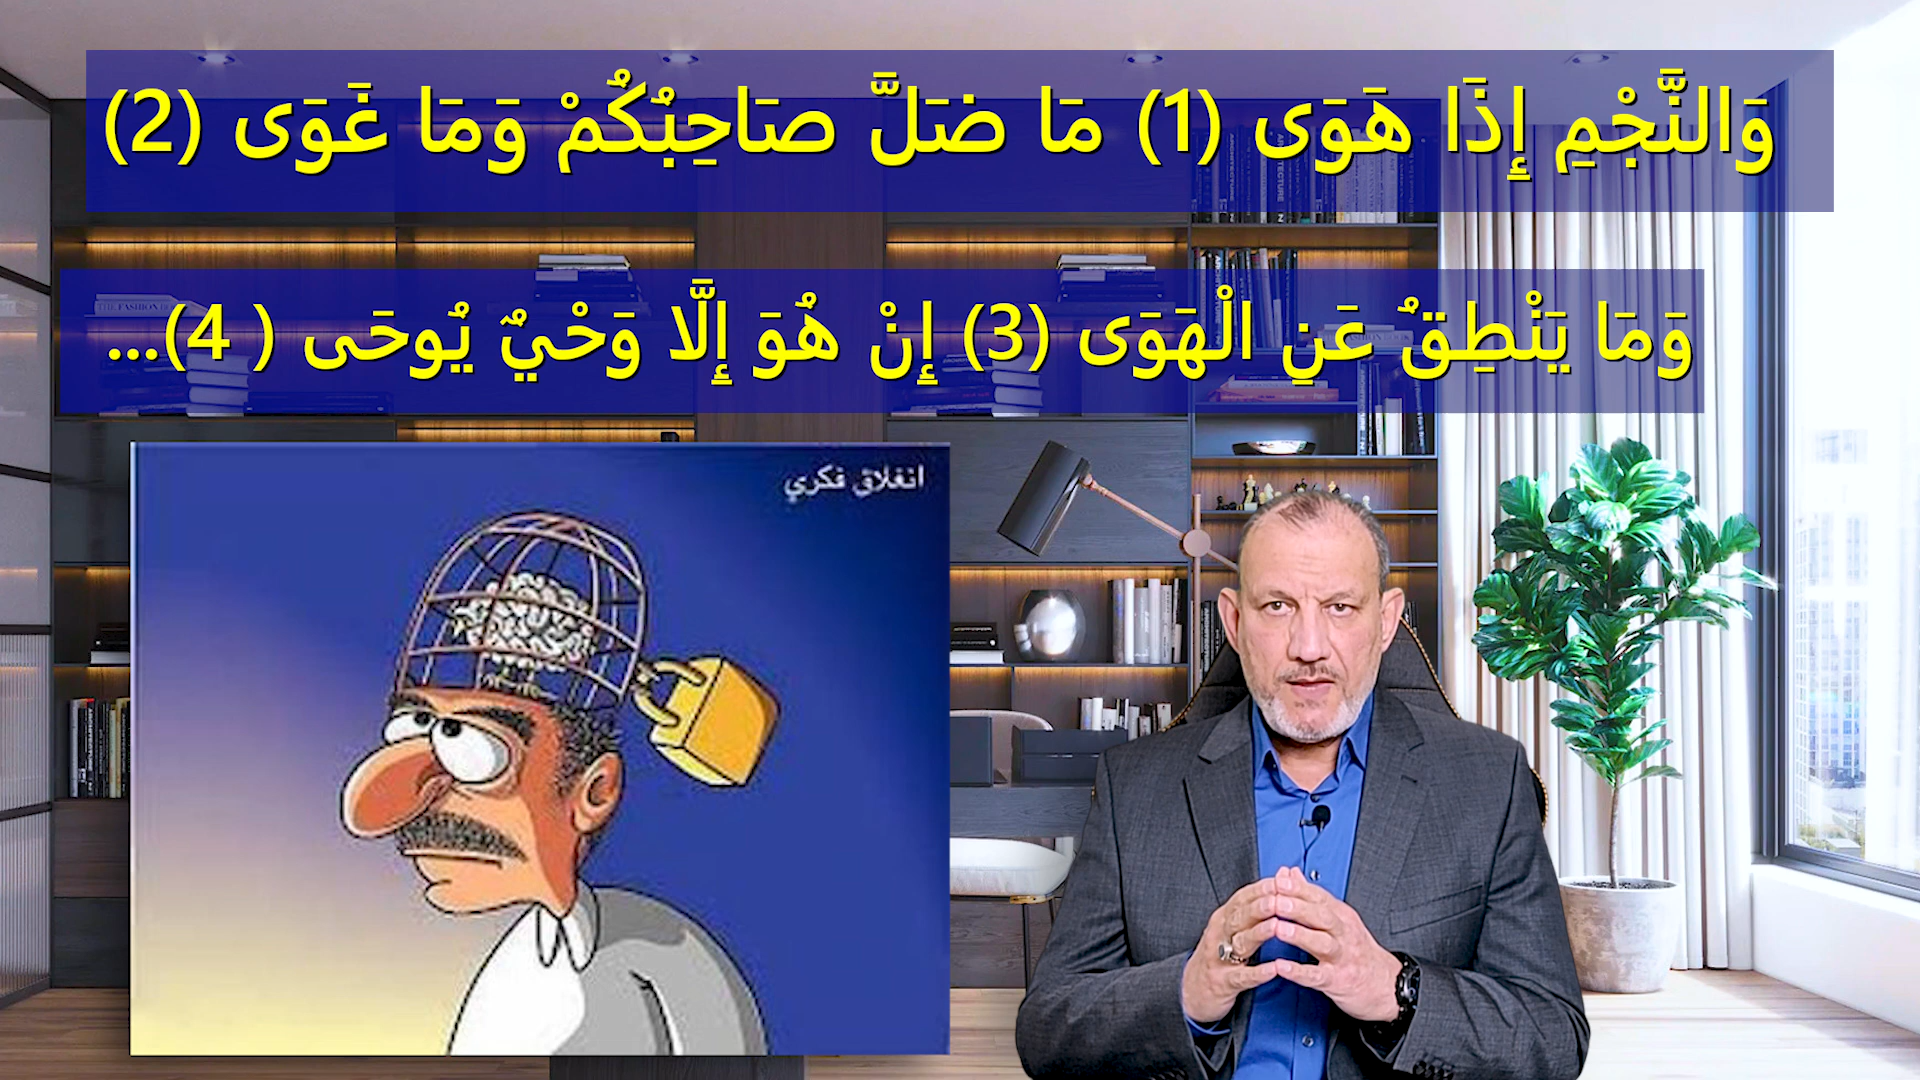 وَالنَّجْمِ إِذَا هَوَى (1) مَا ضَلَّ صَاحِبُكُمْ وَمَا غَوَى (2)
وَمَا يَنْطِقُ عَنِ الْهَوَى (3) إِنْ هُوَ إِلَّا وَحْيٌ يُوحَى ( 4)...
انغلاق فكري